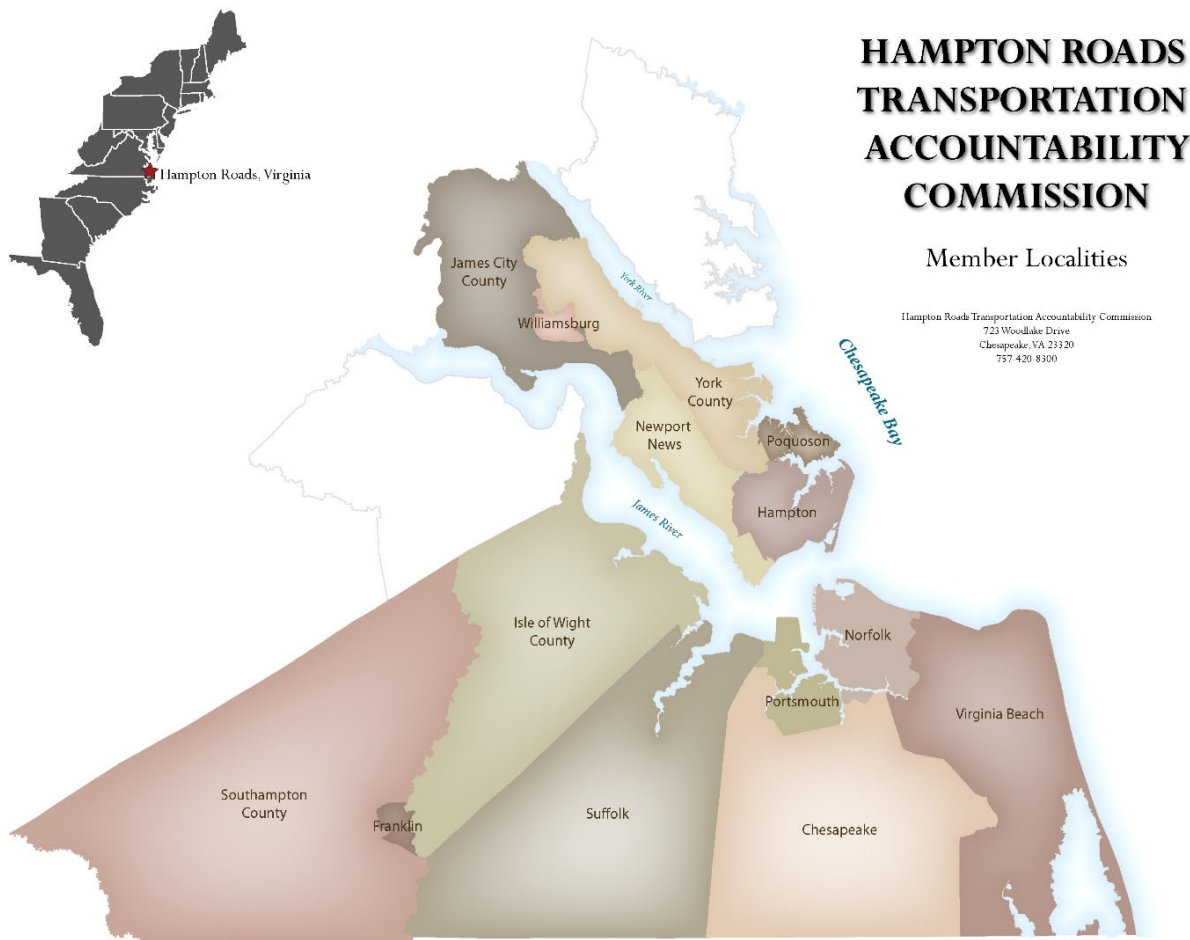 HAMPTON ROADS
TRANSPORTATION
ACCOUNTABILITY
COMMISSION
Member Localities
Hampton Roads Transportation Accountability Commission
723 Woodlake Drive
Chesapeake, VA 23320
757-420-8300
Hampton Roads, Virginia
James City
County
Williamsburg
York River
York
County
Chesapeake Bay
Newport
News
Poquoson
Hampton
James River
Isle of Wight
County
Norfolk
Portsmouth
Virginia Beach
Southampton
County
Franklin
Suffolk
Chesapeake